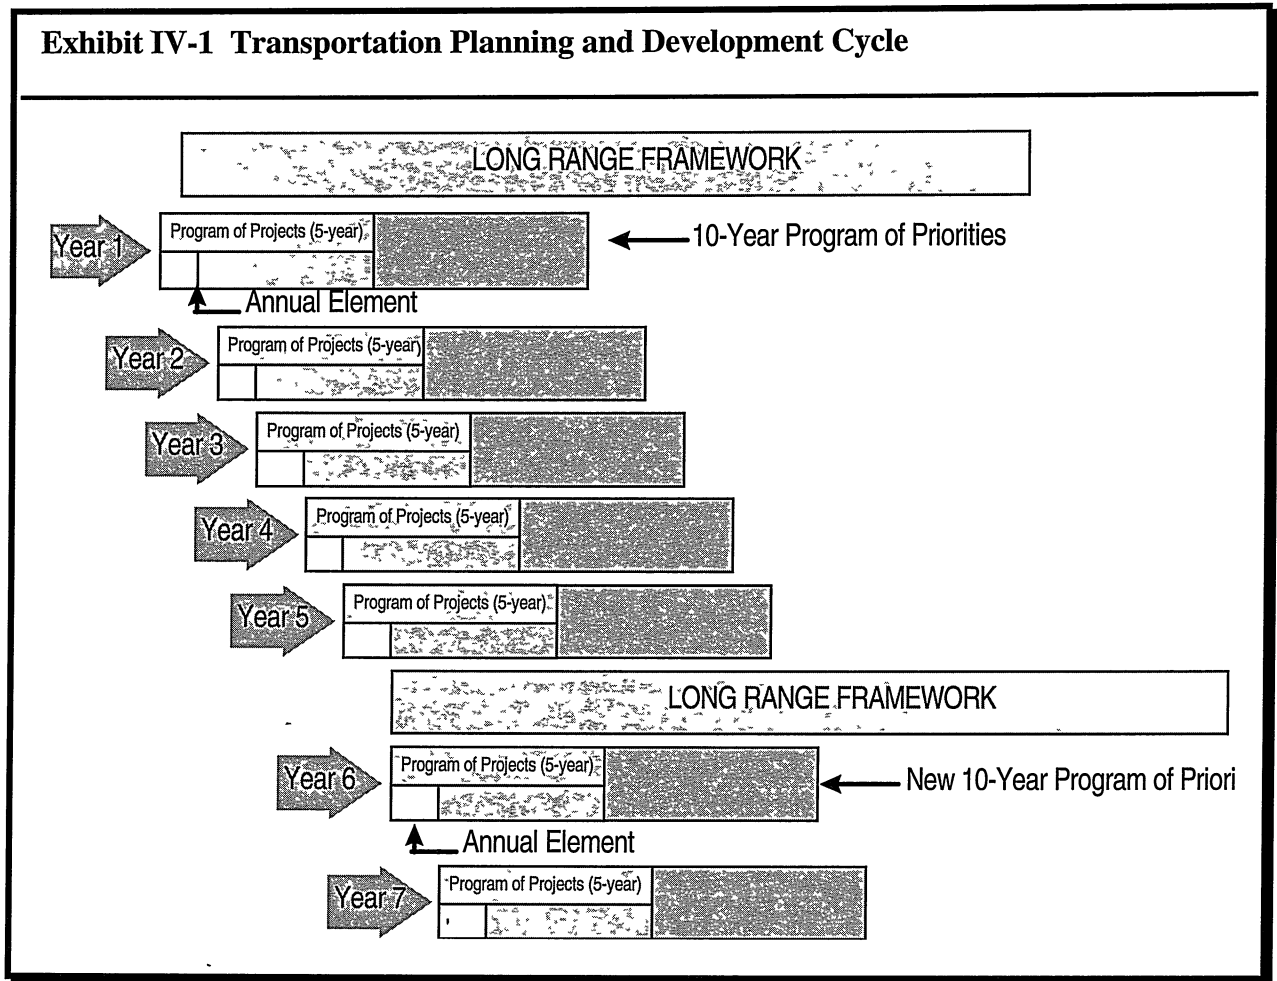 Exhibit IV-1 Transportation Planning and Development Cycle
LONG RANGE FRAMEWORK
Year 1
Program of Projects (5-year)
10-Year Program of Priorities
Annual Element
Year 2
Program of Projects (5-year)
Year 3
Program of Projects (5-year)
Year 4
Program of Projects (5-year)
Year 5
Program of Projects (5-year)
LONG RANGE FRAMEWORK
Year 6
Program of Projects (5-year)
New 10-Year Program of Priori
Annual Element
Year 7
Program of Projects (5-year)